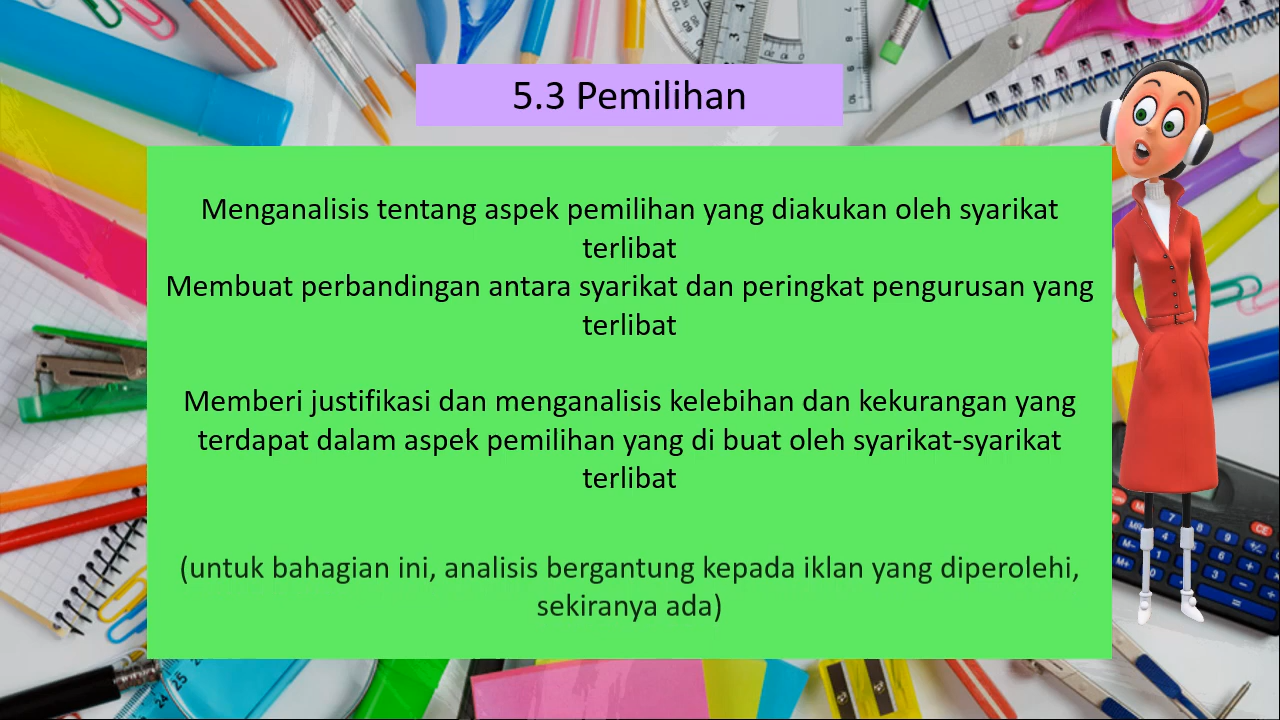 5.3 Pemilihan
Menganalisis tentang aspek pemilihan yang diakukan oleh syarikat
terlibat
Membuat perbandingan antara syarikat dan peringkat pengurusan yang
terlibat
Memberi justifikasi dan menganalisis kelebihan dan kekurangan yang
terdapat dalam aspek pemilihan yang di buat oleh syarikat-syarikat
terlibat
(untuk bahagian ini, analisis bergantung kepada iklan yang diperolehi,
sekiranya ada)